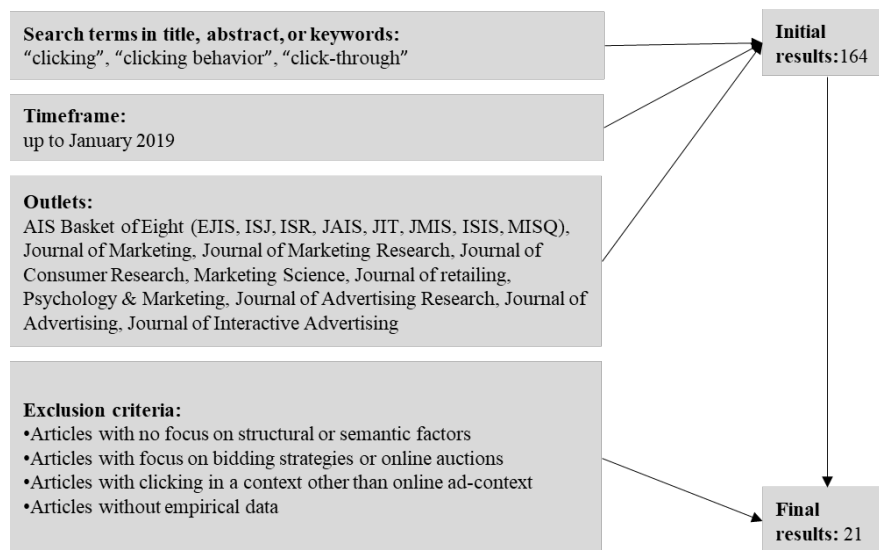 Search terms in title, abstract, or keywords:
“clicking”, “clicking behavior”, “click-through”
Initial
results:164
Timeframe:
up to January 2019
Outlets:
AIS Basket of Eight (EJIS, ISJ, ISR, JAIS, JIT, JMIS, ISIS, MISQ),
Journal of Marketing, Journal of Marketing Research, Journal of
Consumer Research, Marketing Science, Journal of retailing,
Psychology & Marketing, Journal of Advertising Research, Journal of
Advertising, Journal of Interactive Advertising
Exclusion criteria:
•Articles with no focus on structural or semantic factors
•Articles with focus on bidding strategies or online auctions
•Articles with clicking in a context other than online ad-context
•Articles without empirical data
Final
results: 21